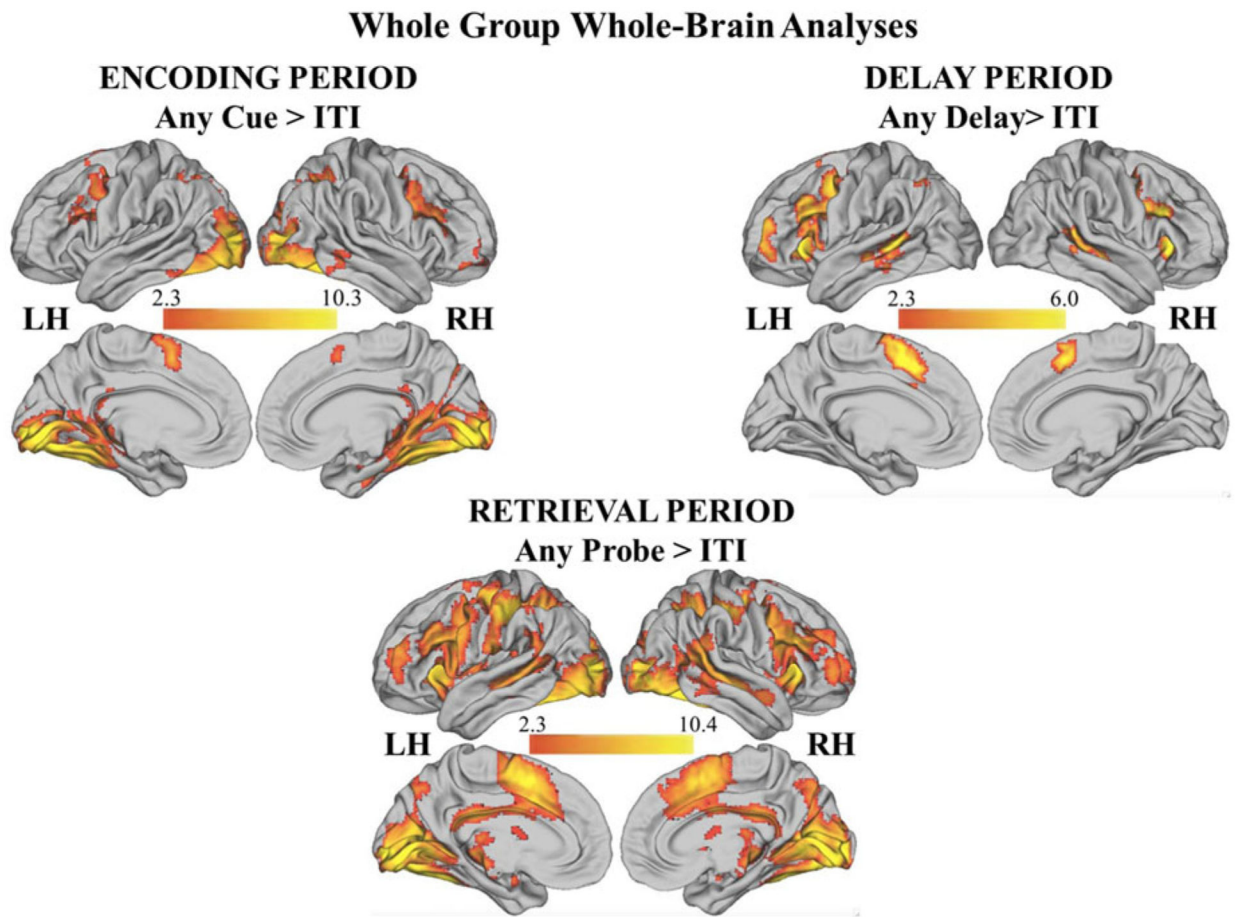 Whole Group Whole-Brain Analyses
ENCODING PERIOD
Any Cue > ITI
2.3
10.3
LH
RH
DELAY PERIOD
Any Delay> ITI
2.3
6.0
LH
RH
RETRIEVAL PERIOD
Any Probe > ITI
2.3
10.4
LH
RH